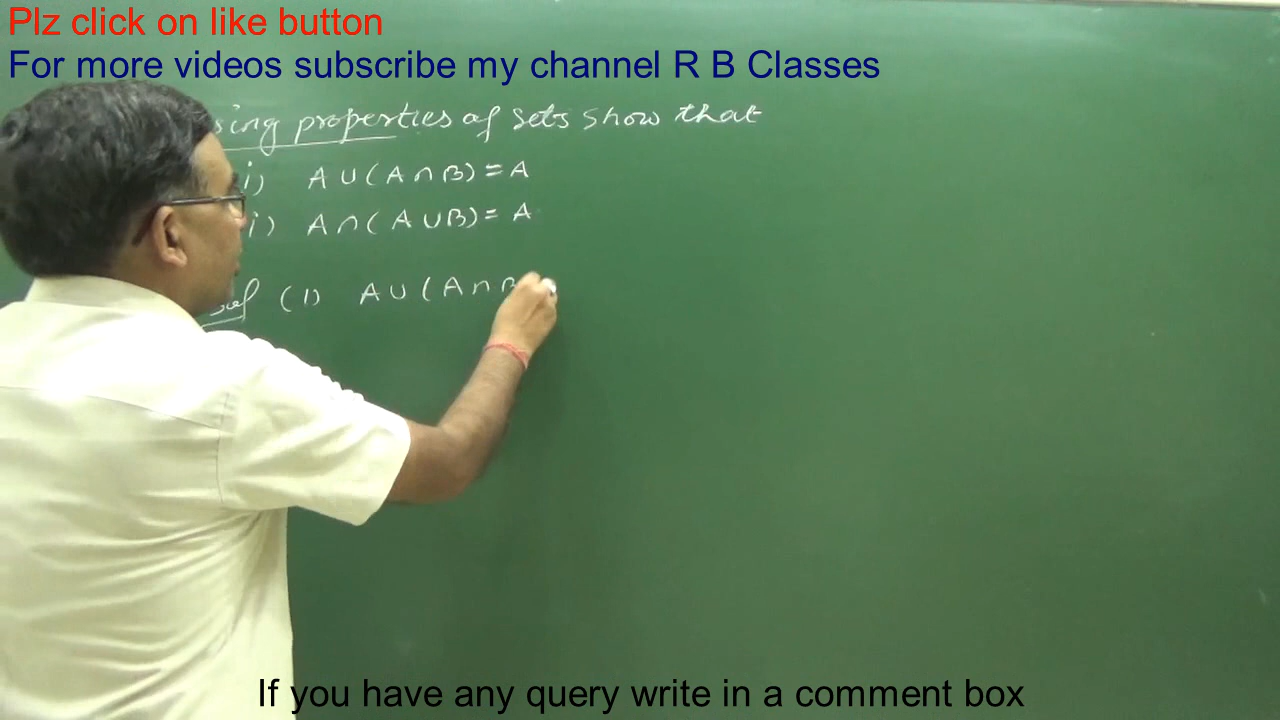 Plz click on like button
For more videos subscribe my channel R B Classes
sing properties of sets show that
i) A ∪ ( A ∩ B) = A
i) A ∩ ( A ∪ B) = A
(i) A ∪ ( A ∩ B
If you have any query write in a comment box